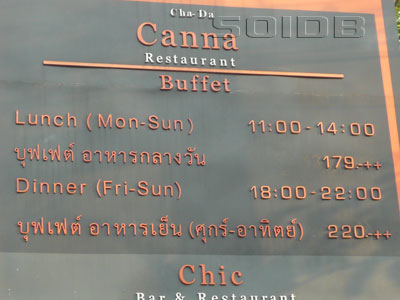 SOIDB
Cha-Da
Canna
Restaurant
Buffet
Lunch (Mon-Sun) 11:00-14:00
บุฟเฟต์ อาหารกลางวัน 179.-++
Dinner (Fri-Sun) 18:00-22:00
บุฟเฟต์ อาหารเย็น (ศุกร์-อาทิตย์) 220.-++
Chic
Bar & Restaurant